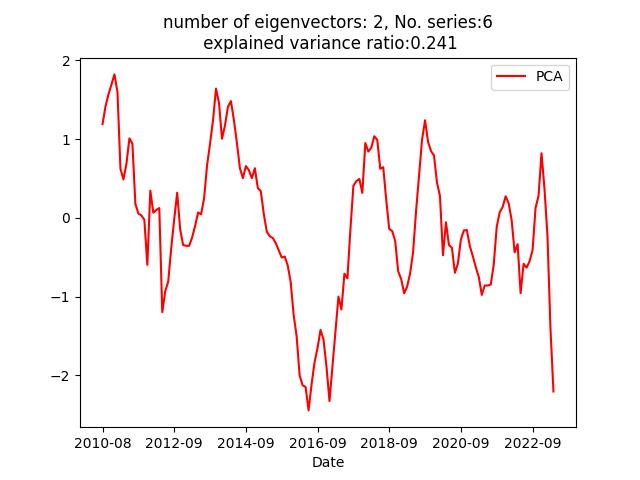 number of eigenvectors: 2, No. series:6
explained variance ratio:0.241
PCA
2
1
0
−1
−2
2010-08 2012-09 2014-09 2016-09 2018-09 2020-09 2022-09
Date